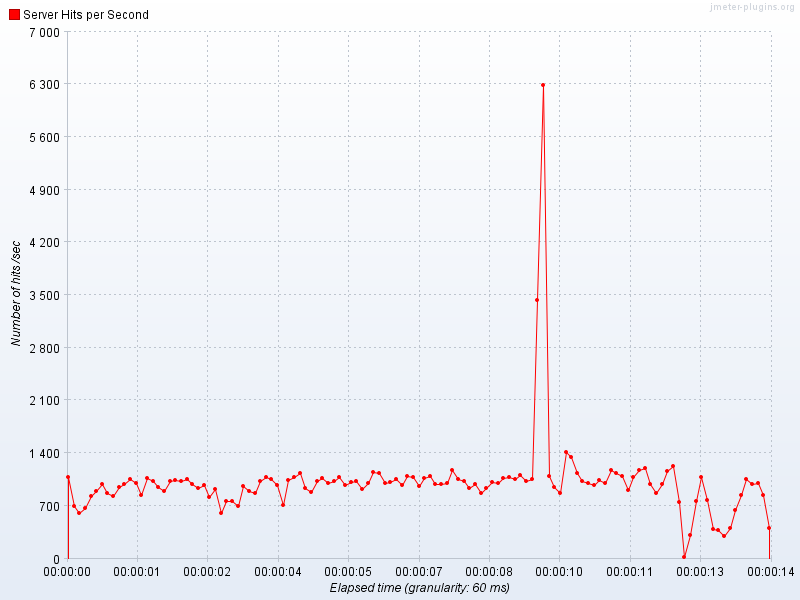 jmeter-plugins.org
Server Hits per Second
7 000
6 300
5 600
4 900
4 200
3 500
2 800
2 100
1 400
700
0
Number of hits /sec
00:00:00 00:00:01 00:00:02 00:00:04 00:00:05 00:00:07 00:00:08 00:00:10 00:00:11 00:00:13 00:00:14
Elapsed time (granularity: 60 ms)